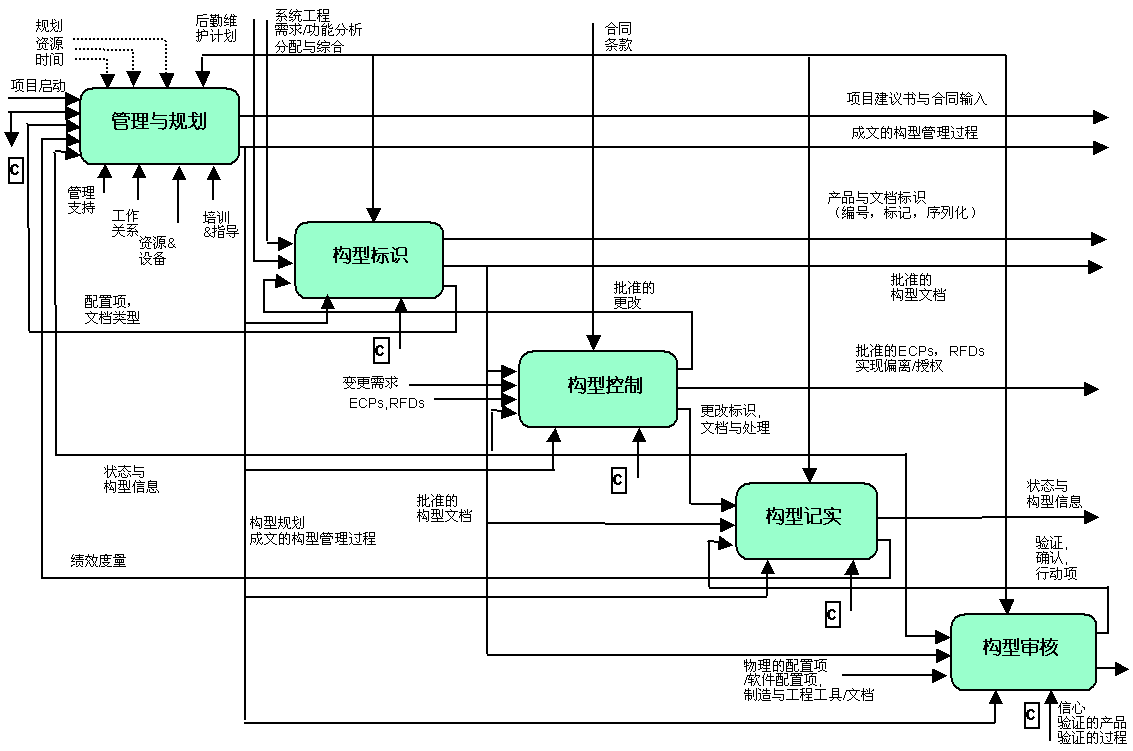 规划
资源
时间
项目启动
后勤维
护计划
系统工程
需求/功能分析
分配与综合
合同
条款
管理与规划
项目建议书与合同输入
成文的构型管理过程
C
管理
支持
工作
关系
资源&
设备
培训
&指导
产品与文档标识
（编号，标记，序列化）
构型标识
批准的
构型文档
配置项，
文档类型
批准的
更改
C
批准的ECPs，RFDs
实现偏离/授权
构型控制
变更需求
ECPs,RFDs
更改标识，
文档与处理
C
状态与
构型信息
批准的
构型文档
构型记实
状态与
构型信息
构型规划
成文的构型管理过程
绩效度量
验证，
确认，
行动项
C
构型审核
物理的配置项
/软件配置项，
制造与工程工具/文档
C
信心
验证的产品
验证的过程